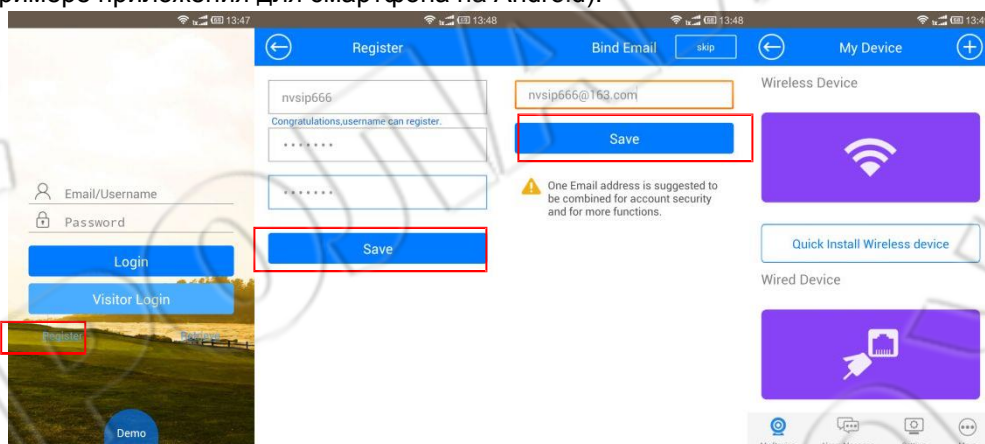 примере приложения для смартфона на Android).
13:47
Email/Username
Password
Login
Visitor Login
Register
Demo
13:48
Register
nvsip666
Congratulations,username can register.
Save
13:48
Bind Email
skip
nvsip666@163.com
Save
One Email address is suggested to
be combined for account security
and for more functions.
My Device
Wireless Device
Quick Install Wireless device
Wired Device